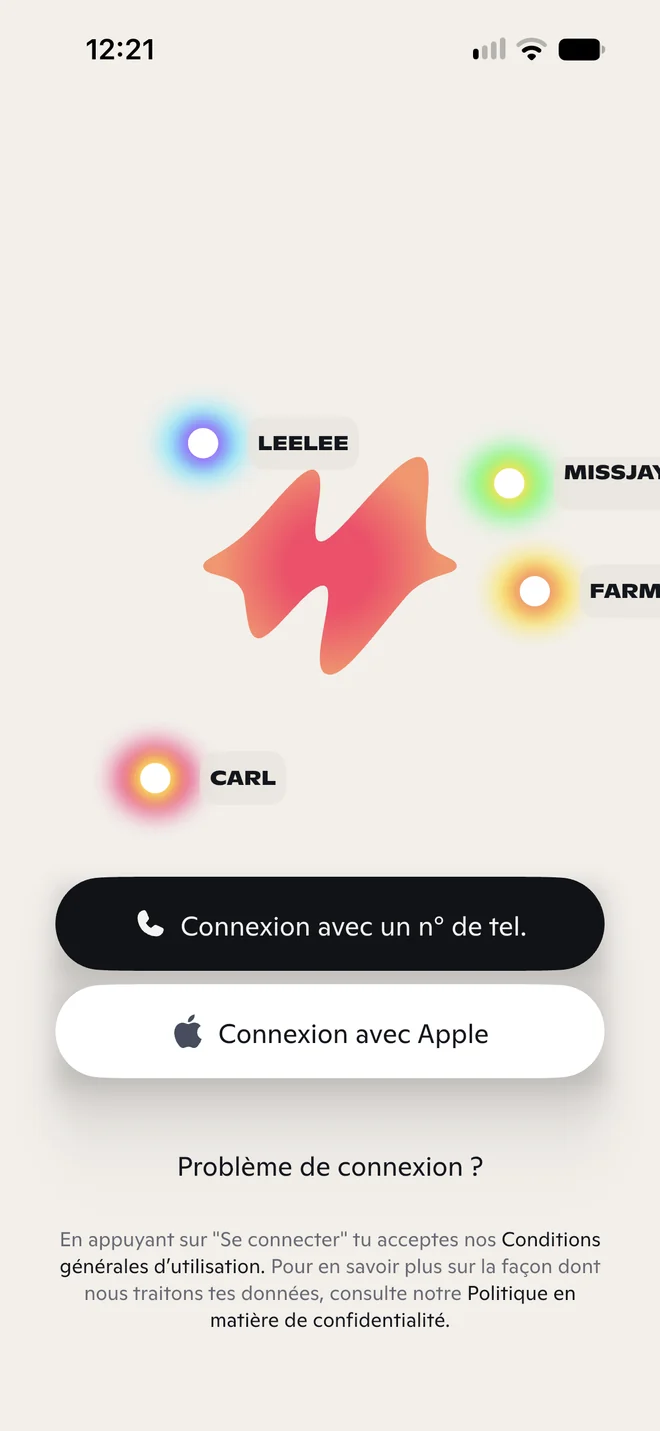 12:21
LEELEE
MISSJAY
FARM
CARL
Connexion avec un n° de tel.
Connexion avec Apple
Problème de connexion ?
En appuyant sur "Se connecter" tu acceptes nos Conditions
générales d’utilisation. Pour en savoir plus sur la façon dont
nous traitons tes données, consulte notre Politique en
matière de confidentialité.